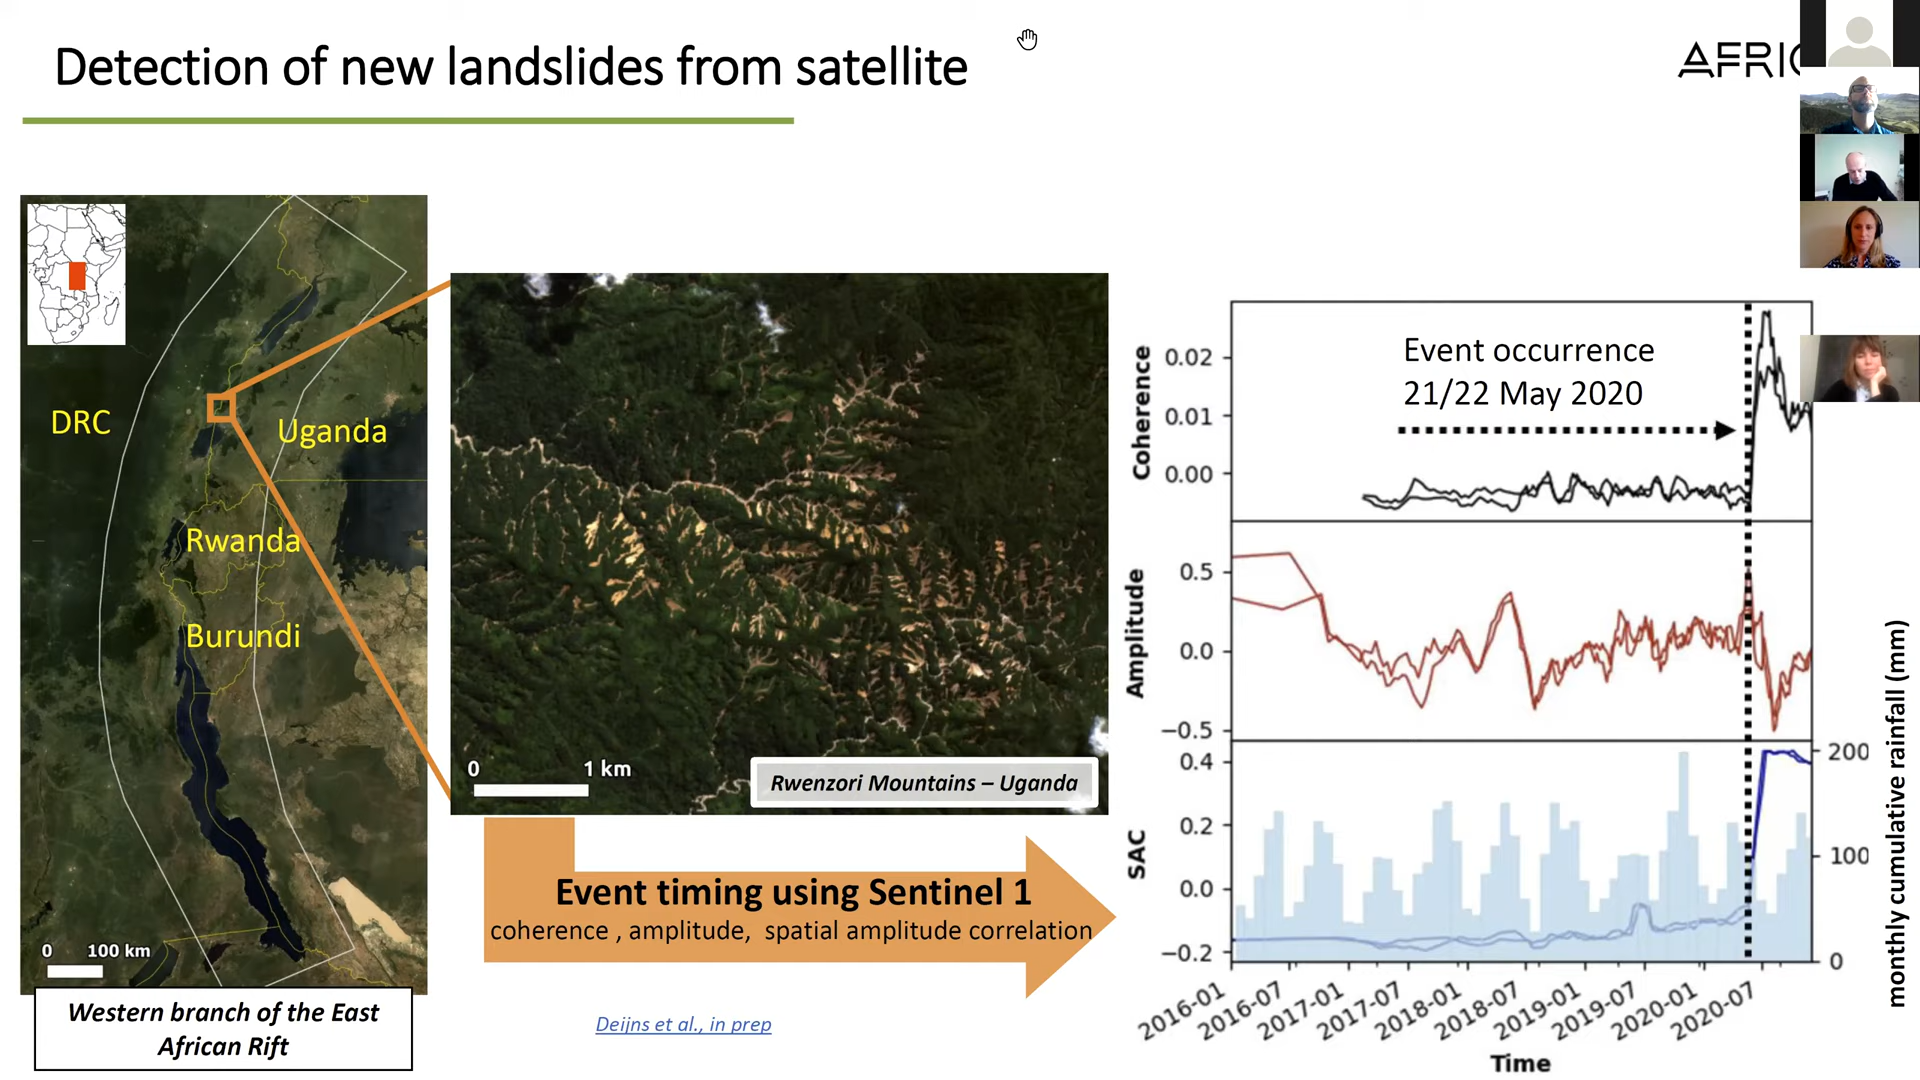 Detection of new landslides from satellite
AFRIC
DRC
Uganda
Rwanda
Burundi
0 100 km
Western branch of the East
African Rift
0 1 km
Rwenzori Mountains – Uganda
Event timing using Sentinel 1
coherence , amplitude, spatial amplitude correlation
Deijns et al., in prep
Event occurrence
21/22 May 2020
Coherence
0.02
0.01
0.00
Amplitude
0.5
0.0
−0.5
SAC
0.4
0.2
0.0
−0.2
200
100
0
monthly cumulative rainfall (mm)
2016-01 2016-07 2017-01 2017-07 2018-01 2018-07 2019-01 2019-07 2020-01 2020-07
Time